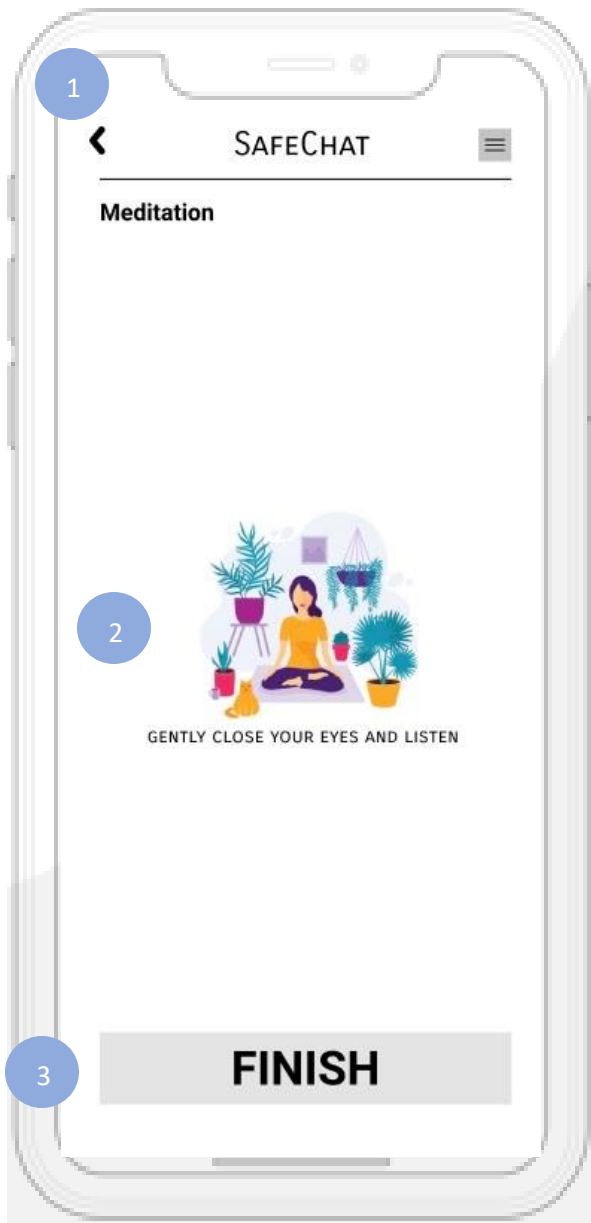 1
SAFECHAT
Meditation
2
GENTLY CLOSE YOUR EYES AND LISTEN
3
FINISH